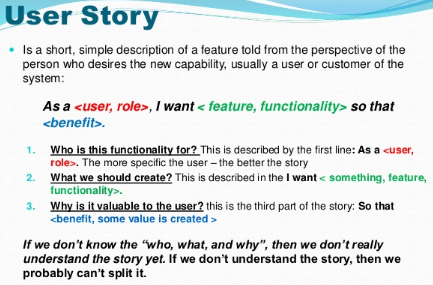 User Story
• Is a short, simple description of a feature told from the perspective of the
person who desires the new capability, usually a user or customer of the
system:
As a <user, role>, I want < feature, functionality> so that
<benefit>.
1. Who is this functionality for? This is described by the first line: As a <user,
role>. The more specific the user – the better the story
2. What we should create? This is described in the I want < something, feature,
functionality>.
3. Why is it valuable to the user? this is the third part of the story: So that
<benefit, some value is created >
If we don't know the “who, what, and why”, then we don't really
understand the story yet. If we don't understand the story, then we
probably can't split it.